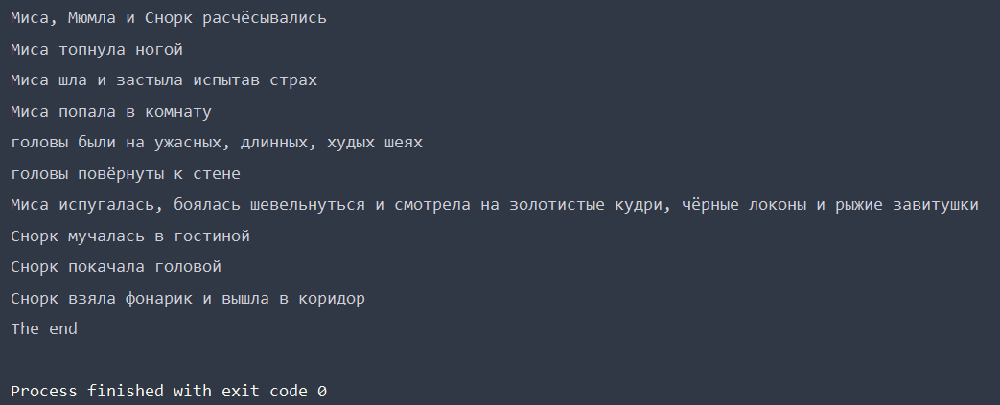 Миса, Мюмла и Снорк расчёсывались
Миса топнула ногой
Миса шла и застыла испытав страх
Миса попала в комнату
головы были на ужасных, длинных, худых шеях
головы повёрнуты к стене
Миса испугалась, боялась шевельнуться и смотрела на золотистые кудри, чёрные локоны и рыжие завитушки
Снорк мучалась в гостиной
Снорк покачала головой
Снорк взяла фонарик и вышла в коридор
The end
Process finished with exit code 0